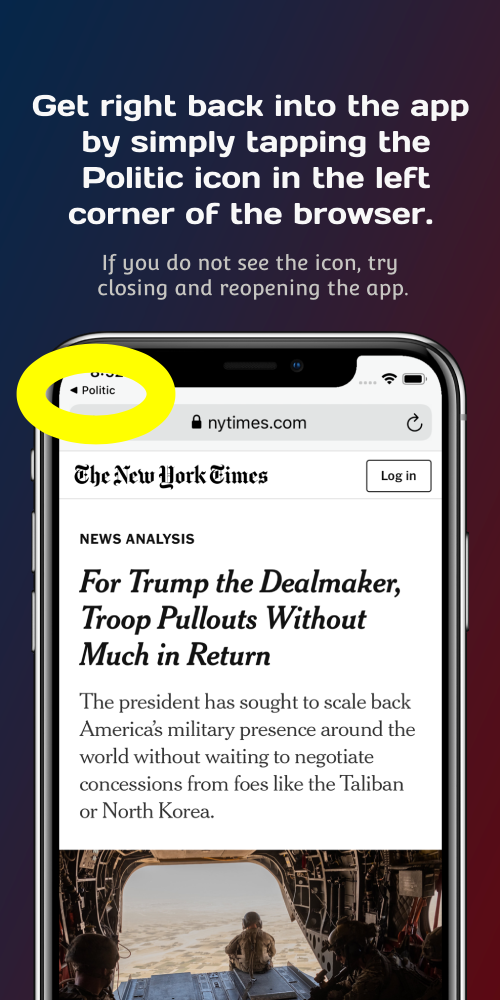 Get right back into the app
by simply tapping the
Politic icon in the left
corner of the browser.
If you do not see the icon, try
closing and reopening the app.
◀ Politic
nytimes.com
The New York Times
Log in
NEWS ANALYSIS
For Trump the Dealmaker,
Troop Pullouts Without
Much in Return
The president has sought to scale back
America’s military presence around the
world without waiting to negotiate
concessions from foes like the Taliban
or North Korea.